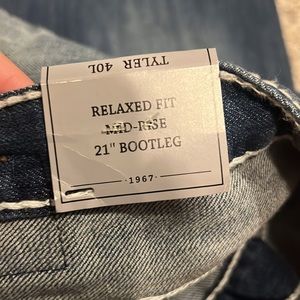 TYLER 40L
RELAXED FIT
MID-RISE
21" BOOTLEG
· 1967 ·